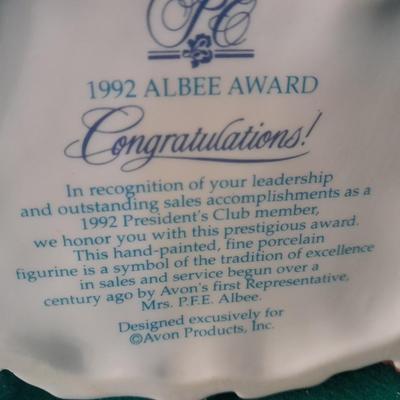 PC
1992 ALBEE AWARD
Congratulations!
In recognition of your leadership
and outstanding sales accomplishments as a
1992 President's Club member,
we honor you with this prestigious award.
This hand-painted, fine porcelain
figurine is a symbol of the tradition of excellence
in sales and service begun over a
century ago by Avon's first Representative,
Mrs. P.F.E. Albee.
Designed excusively for
©Avon Products, Inc.